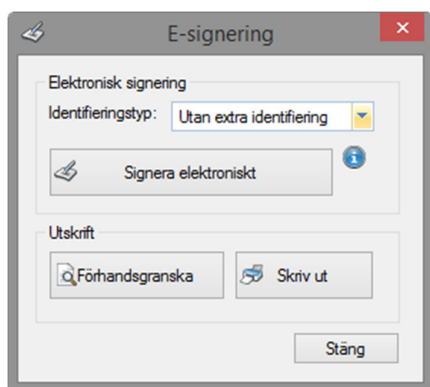 E-signering
Elektronisk signering
Identifieringstyp: Utan extra identifiering
Signera elektroniskt
Utskrift
Förhandsgranska Skriv ut
Stäng